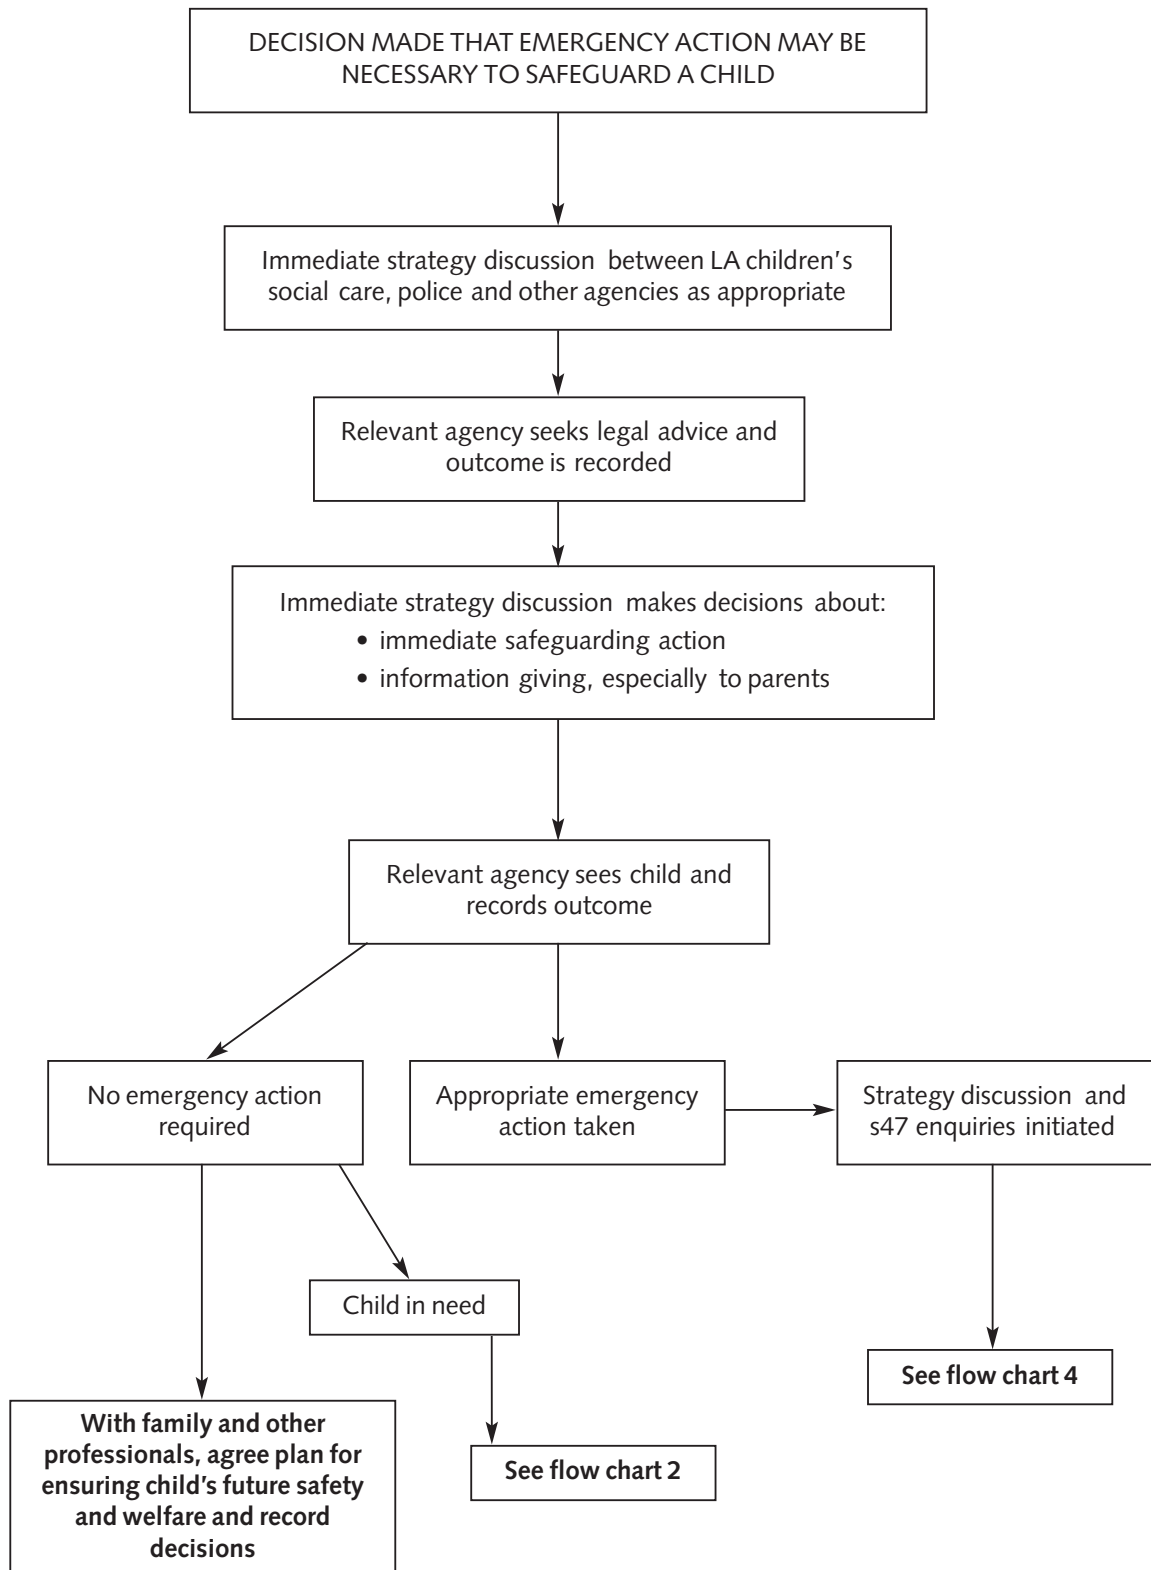 DECISION MADE THAT EMERGENCY ACTION MAY BE
NECESSARY TO SAFEGUARD A CHILD
Immediate strategy discussion between LA children's
social care, police and other agencies as appropriate
Relevant agency seeks legal advice and
outcome is recorded
Immediate strategy discussion makes decisions about:
• immediate safeguarding action
• information giving, especially to parents
Relevant agency sees child and
records outcome
No emergency action
required
Appropriate emergency
action taken
Strategy discussion and
s47 enquiries initiated
Child in need
See flow chart 4
With family and other
professionals, agree plan for
ensuring child's future safety
and welfare and record
decisions
See flow chart 2